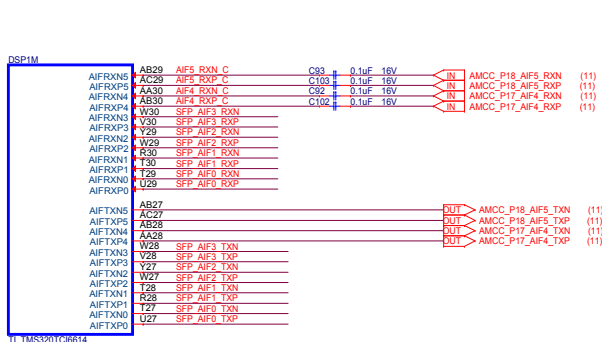 DSP1M
AIFRXN5 AB29 AIF5_RXN_C C93 0.1uF 16V IN AMCC_P18_AIF5_RXN (11)
AIFRXP5 AC29 AIF5_RXP_C C103 0.1uF 16V IN AMCC_P18_AIF5_RXP (11)
AIFRXN4 AA30 AIF4_RXN_C C92 0.1uF 16V IN AMCC_P17_AIF4_RXN (11)
AIFRXP4 AB30 AIF4_RXP_C C102 0.1uF 16V IN AMCC_P17_AIF4_RXP (11)
AIFRXN3 W30 SFP_AIF3_RXN
AIFRXP3 V30 SFP_AIF3_RXP
AIFRXN2 Y29 SFP_AIF2_RXN
AIFRXP2 W29 SFP_AIF2_RXP
AIFRXN1 R30 SFP_AIF1_RXN
AIFRXP1 T30 SFP_AIF1_RXP
AIFRXN0 T29 SFP_AIF0_RXN
AIFRXP0 U29 SFP_AIF0_RXP
AIFTXN5 AB27 OUT AMCC_P18_AIF5_TXN (11)
AIFTXP5 AC27 OUT AMCC_P18_AIF5_TXP (11)
AIFTXN4 AB28 OUT AMCC_P17_AIF4_TXN (11)
AIFTXP4 AA28 OUT AMCC_P17_AIF4_TXP (11)
AIFTXN3 W28 SFP_AIF3_TXN
AIFTXP3 V28 SFP_AIF3_TXP
AIFTXN2 Y27 SFP_AIF2_TXN
AIFTXP2 W27 SFP_AIF2_TXP
AIFTXN1 T28 SFP_AIF1_TXN
AIFTXP1 R28 SFP_AIF1_TXP
AIFTXN0 T27 SFP_AIF0_TXN
AIFTXP0 U27 SFP_AIF0_TXP
TI_TMS320TCI6614